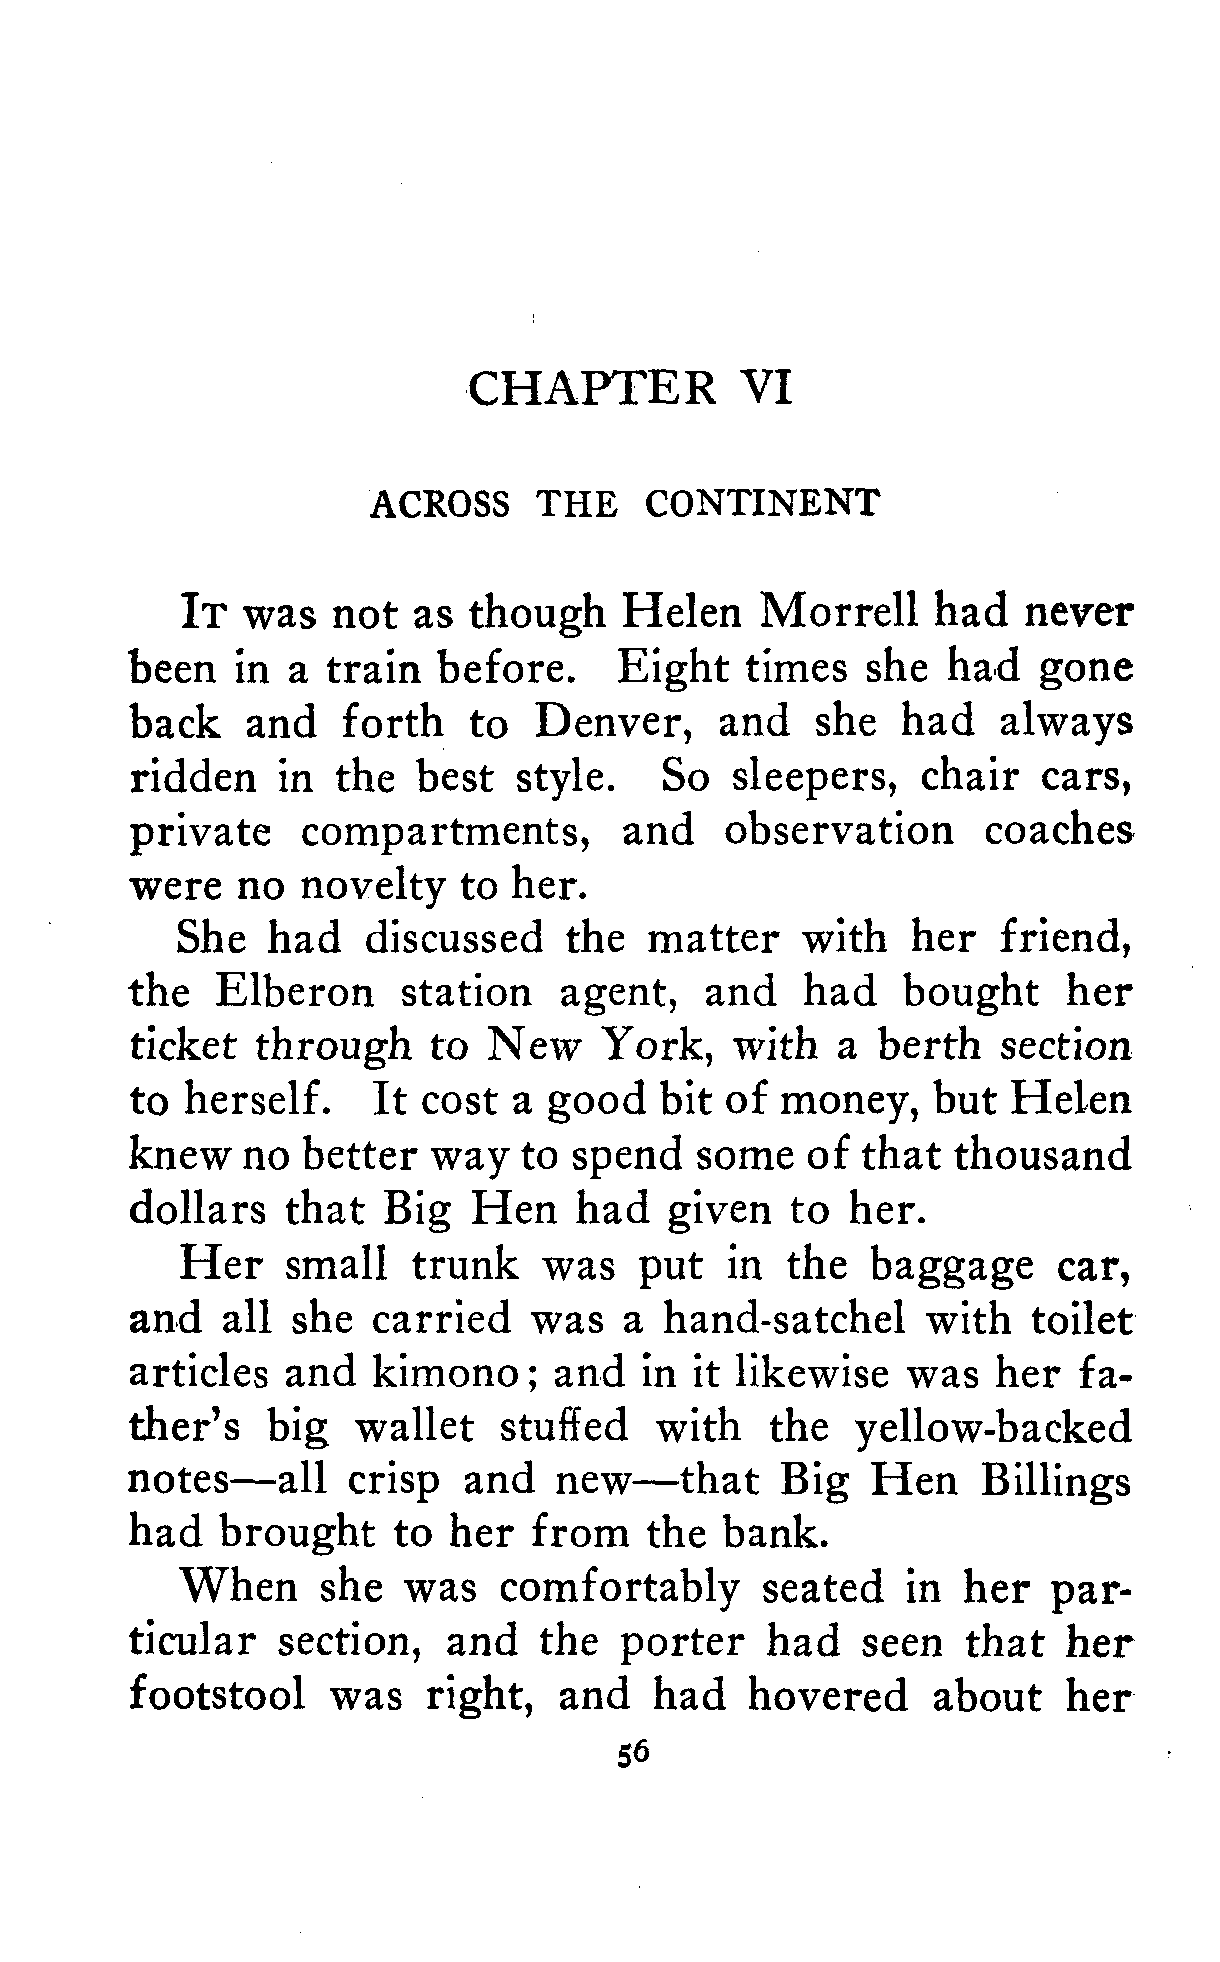 CHAPTER VI
ACROSS THE CONTINENT
IT was not as though Helen Morrell had never
been in a train before. Eight times she had gone
back and forth to Denver, and she had always
ridden in the best style. So sleepers, chair cars,
private compartments, and observation coaches
were no novelty to her.
She had discussed the matter with her friend,
the Elberon station agent, and had bought her
ticket through to New York, with a berth section
to herself. It cost a good bit of money, but Helen
knew no better way to spend some of that thousand
dollars that Big Hen had given to her.
Her small trunk was put in the baggage car,
and all she carried was a hand-satchel with toilet
articles and kimono; and in it likewise was her fa-
ther's big wallet stuffed with the yellow-backed
notes—all crisp and new—that Big Hen Billings
had brought to her from the bank.
When she was comfortably seated in her par-
ticular section, and the porter had seen that her
footstool was right, and had hovered about her
56